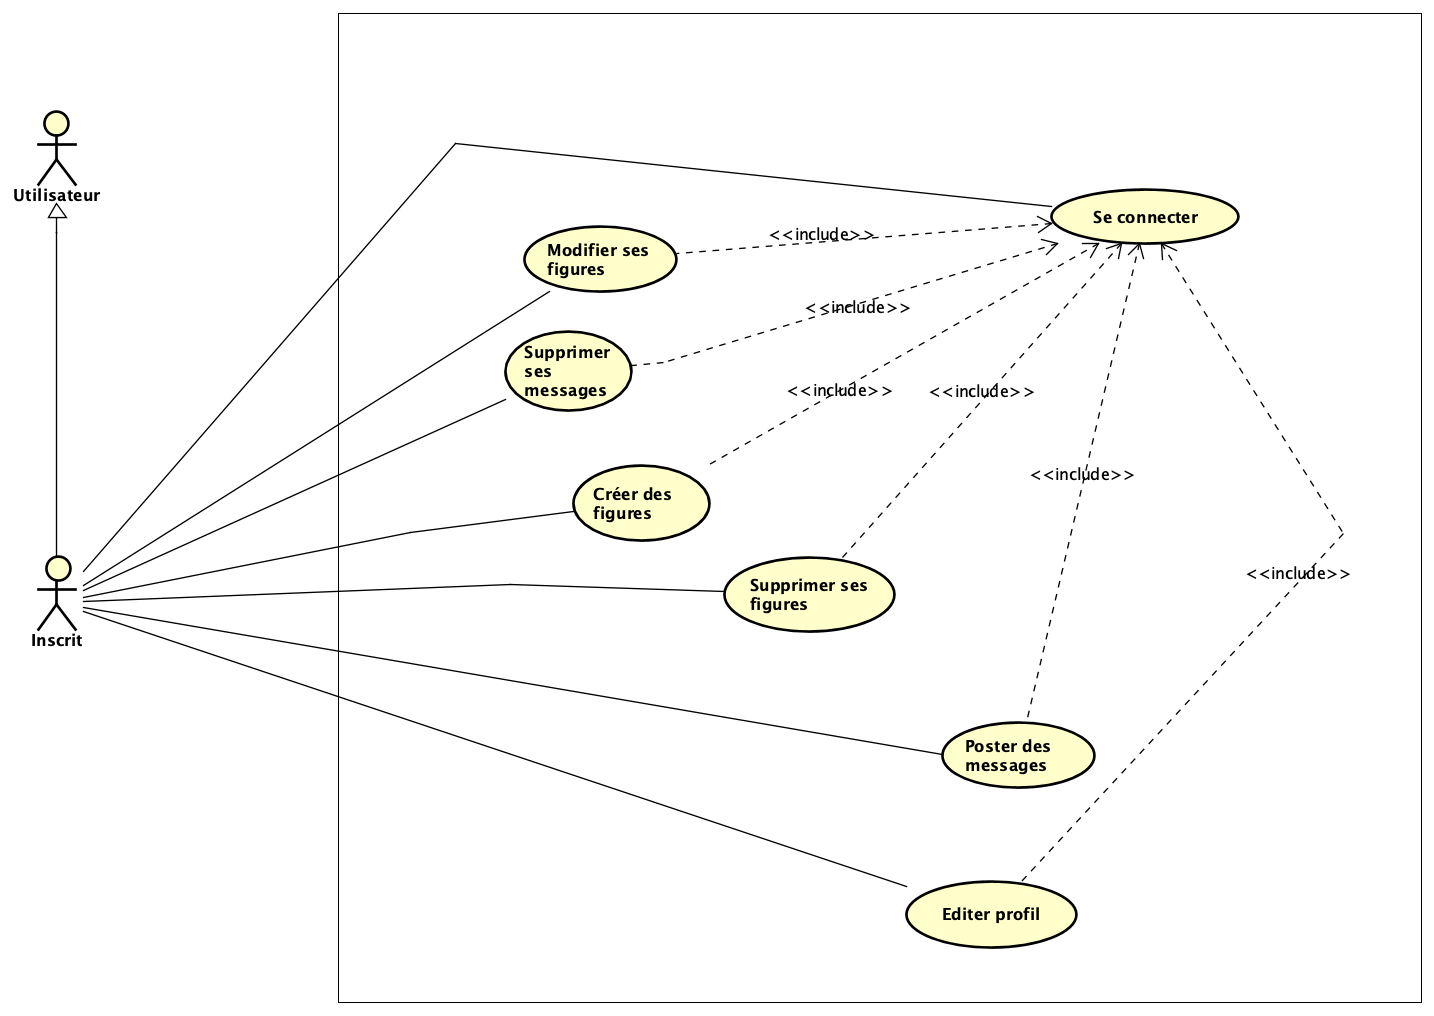 Utilisateur
Se connecter
<<include>>
Modifier ses
figures
<<include>>
Supprimer
ses
messages
<<include>>
<<include>>
<<include>>
Créer des
figures
<<include>>
Supprimer ses
figures
Inscrit
Poster des
messages
Editer profil